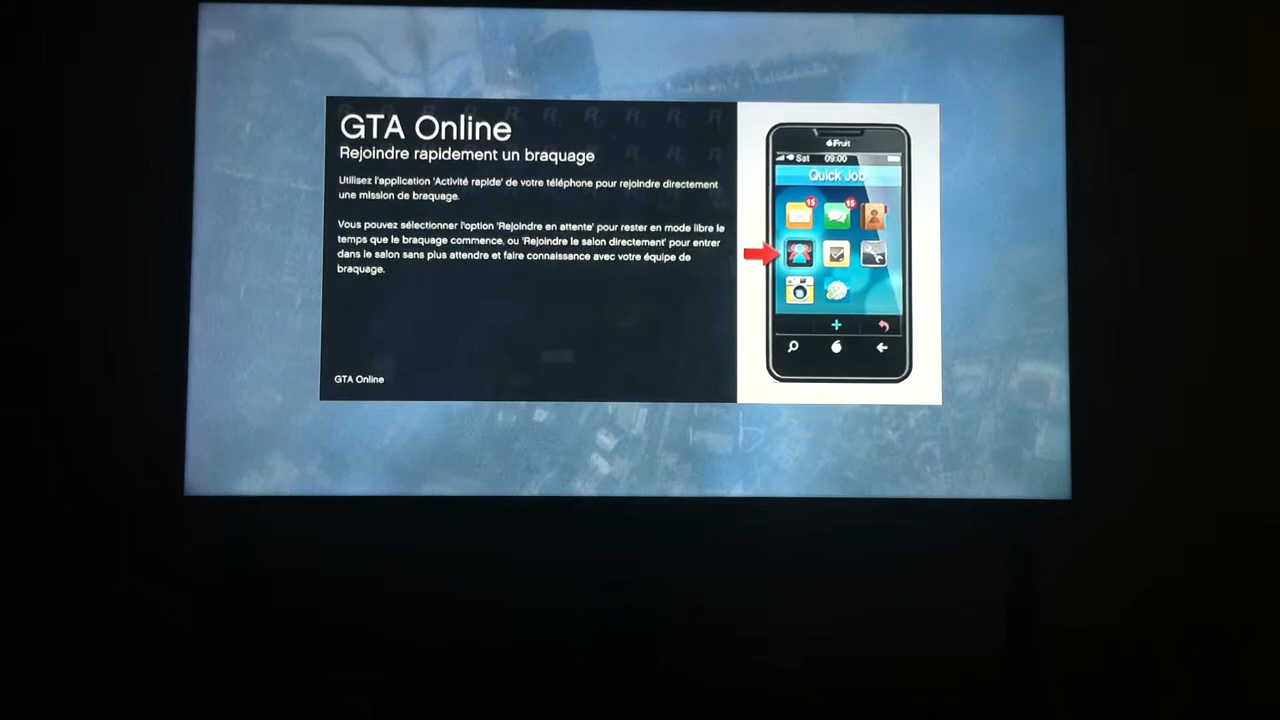 GTA Online
Rejoindre rapidement un braquage
Utilisez l'application 'Activité rapide' de votre téléphone pour rejoindre directement
une mission de braquage.
Vous pouvez sélectionner l'option 'Rejoindre en attente' pour rester en mode libre le
temps que le braquage commence, ou 'Rejoindre le salon directement' pour entrer
dans le salon sans plus attendre et faire connaissance avec votre équipe de
braquage.
GTA Online
iFruit
Sat 09:00
Quick Job
15 15